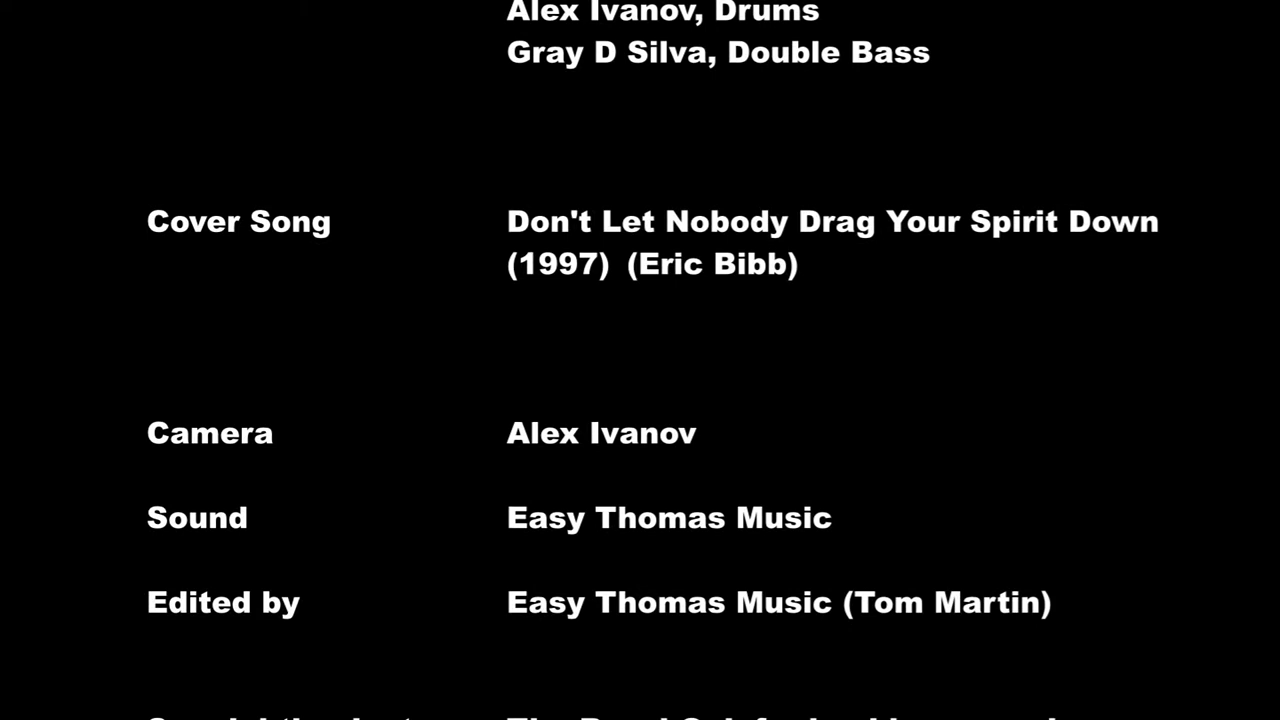 Alex Ivanov, Drums
Gray D Silva, Double Bass
Cover Song Don't Let Nobody Drag Your Spirit Down
(1997) (Eric Bibb)
Camera Alex Ivanov
Sound Easy Thomas Music
Edited by Easy Thomas Music (Tom Martin)